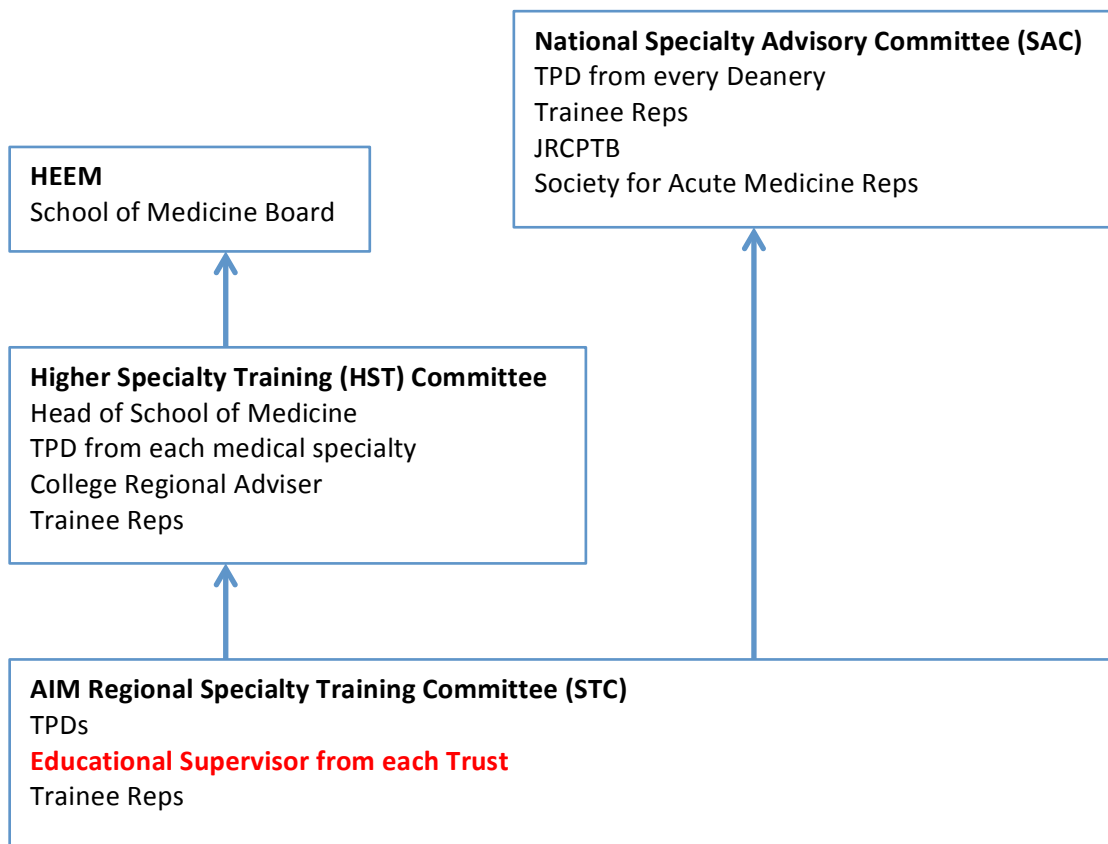 National Specialty Advisory Committee (SAC)
TPD from every Deanery
Trainee Reps
JRCPTB
Society for Acute Medicine Reps
HEEM
School of Medicine Board
Higher Specialty Training (HST) Committee
Head of School of Medicine
TPD from each medical specialty
College Regional Adviser
Trainee Reps
AIM Regional Specialty Training Committee (STC)
TPDs
Educational Supervisor from each Trust
Trainee Reps